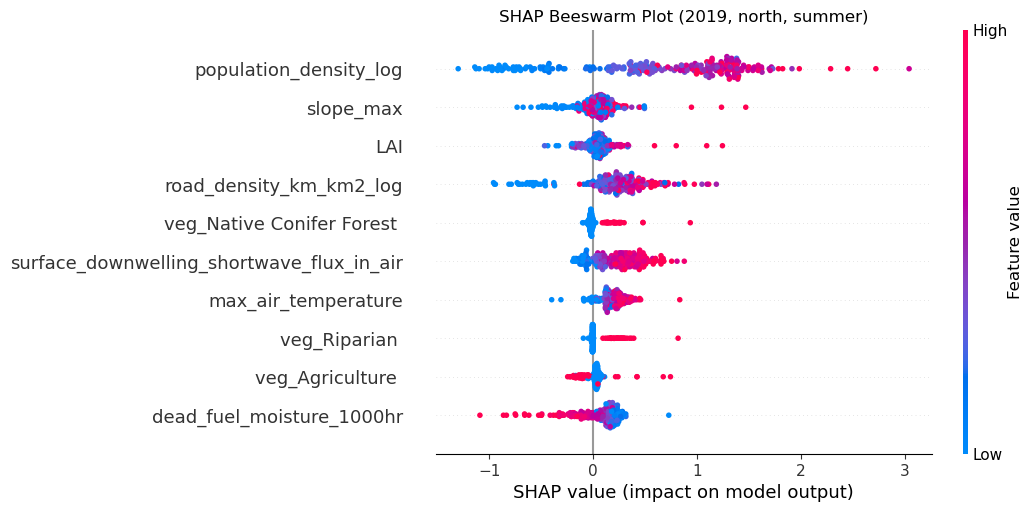 SHAP Beeswarm Plot (2019, north, summer)
High
population_density_log
slope_max
LAI
road_density_km_km2_log
veg_Native Conifer Forest
surface_downwelling_shortwave_flux_in_air
max_air_temperature
veg_Riparian
veg_Agriculture
dead_fuel_moisture_1000hr
Feature value
Low
−1 0 1 2 3
SHAP value (impact on model output)